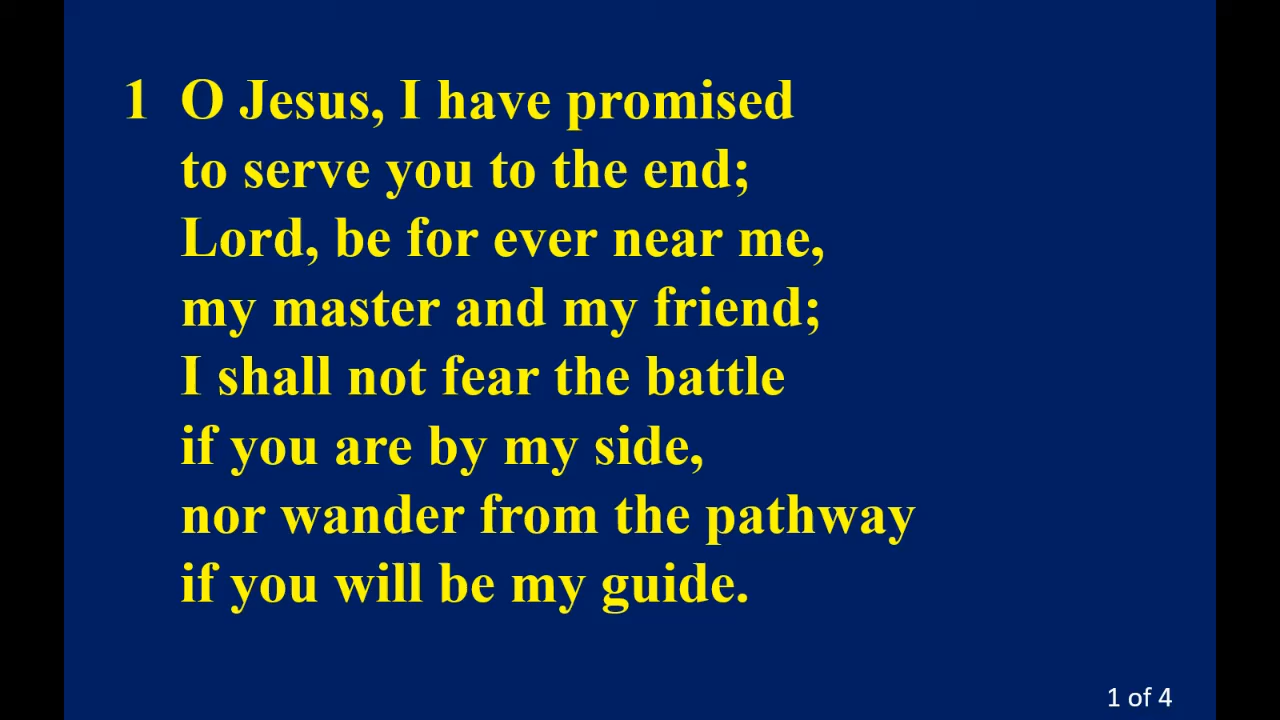 1 O Jesus, I have promised
to serve you to the end;
Lord, be for ever near me,
my master and my friend;
I shall not fear the battle
if you are by my side,
nor wander from the pathway
if you will be my guide.
1 of 4